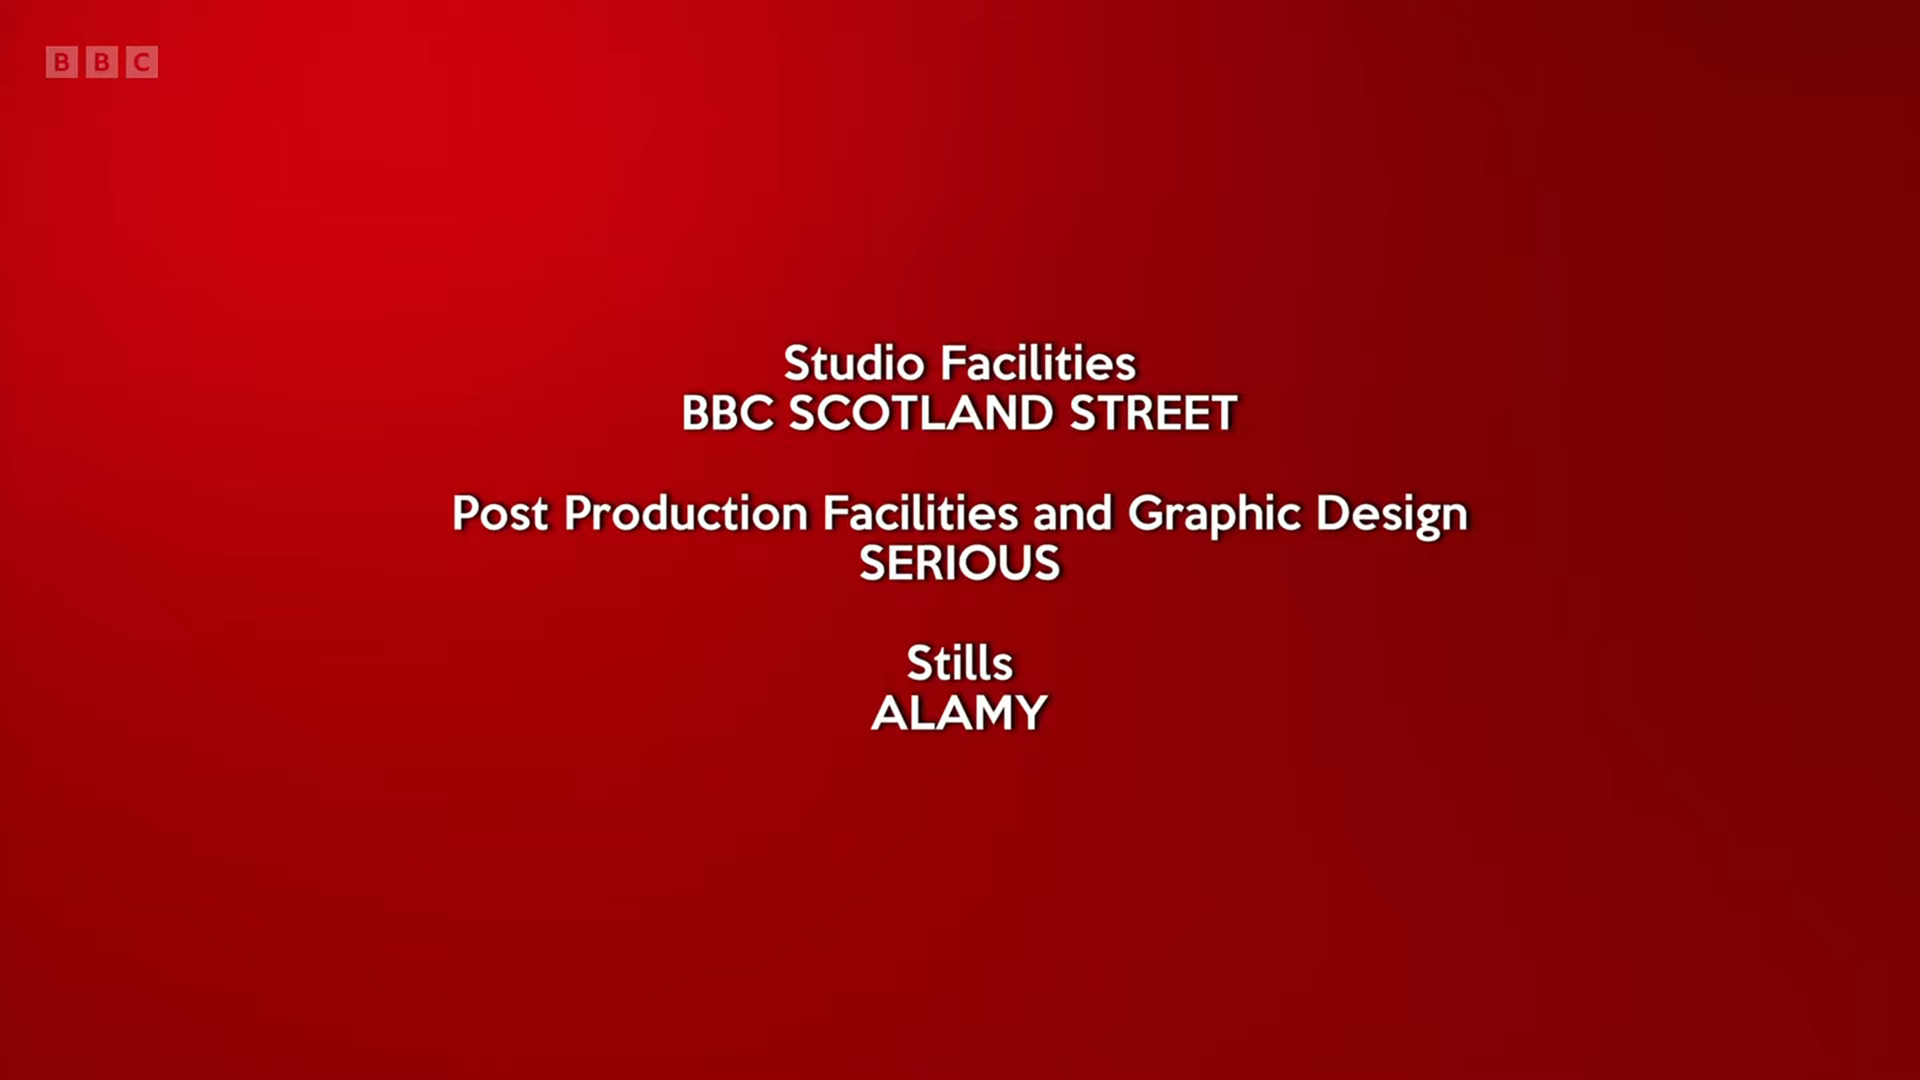 BBC
Studio Facilities
BBC SCOTLAND STREET
Post Production Facilities and Graphic Design
SERIOUS
Stills
ALAMY